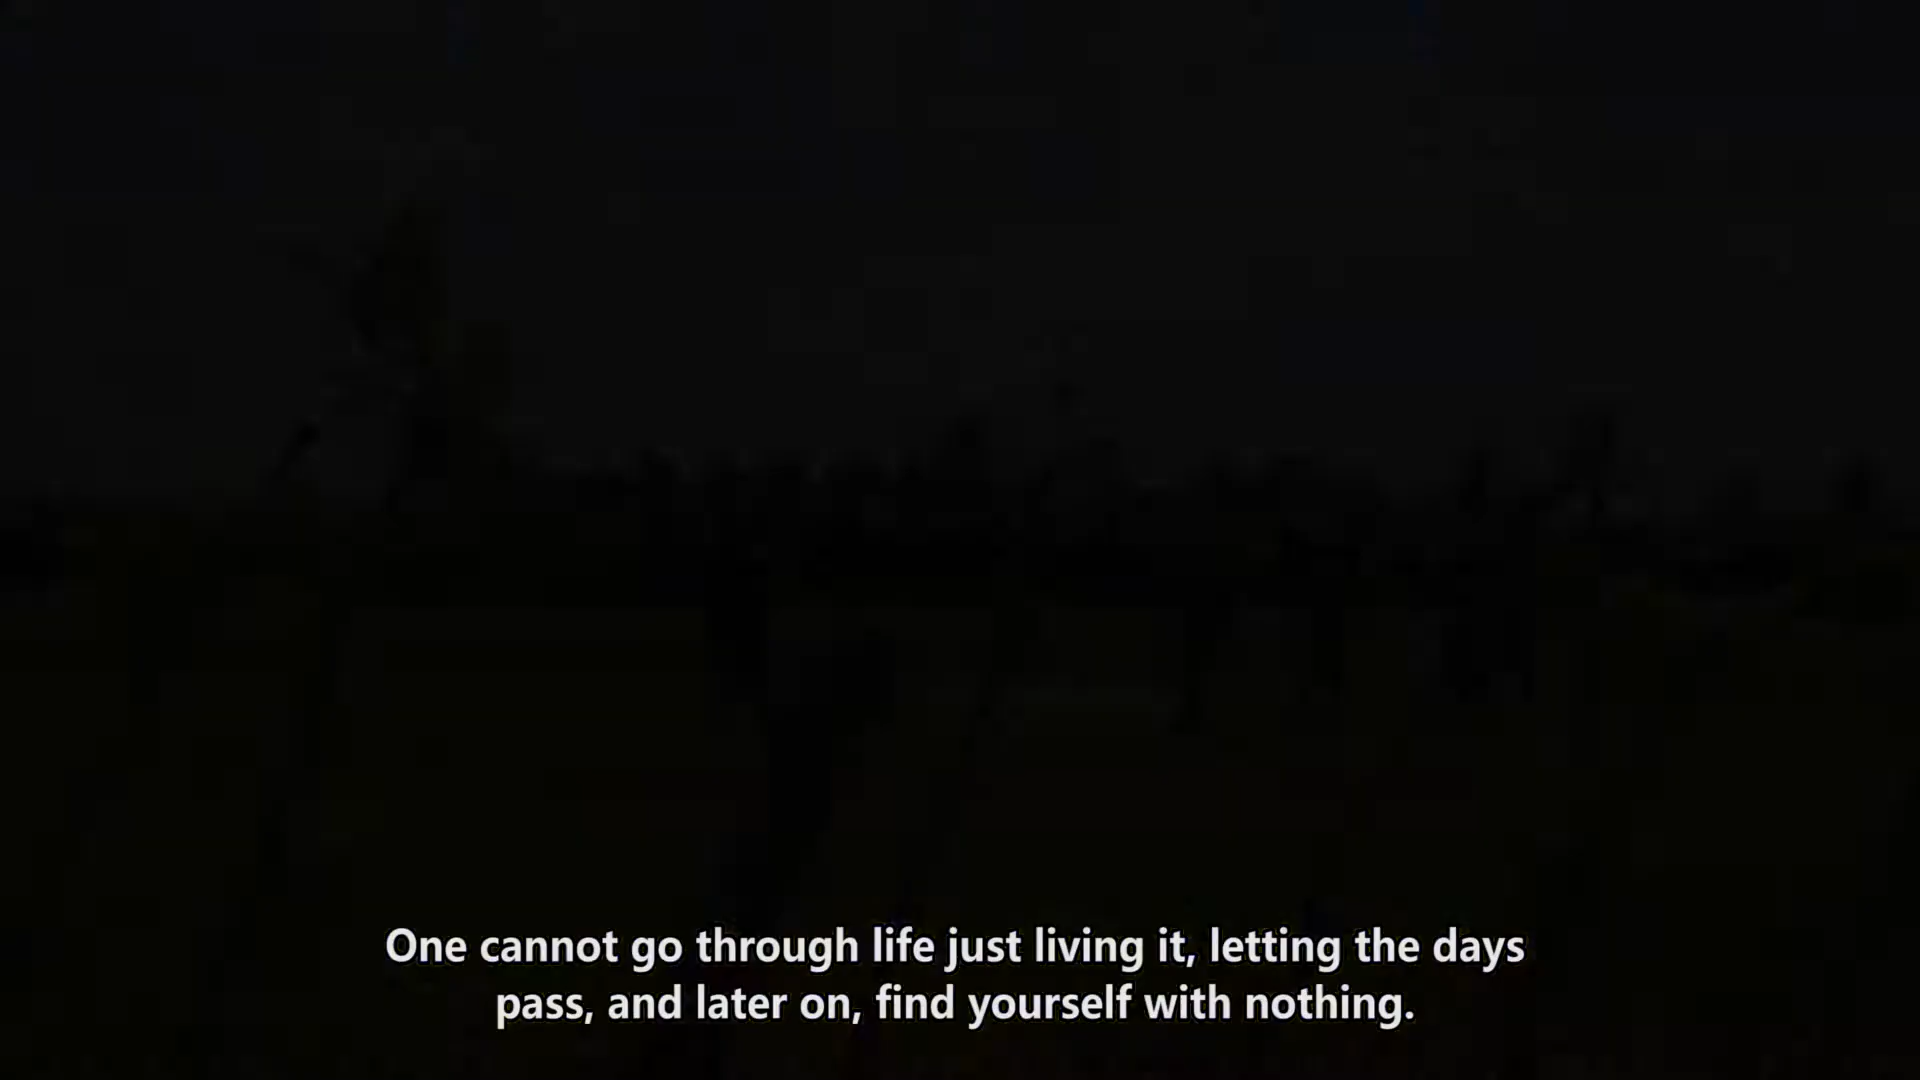 One cannot go through life just living it, letting the days
pass, and later on, find yourself with nothing.